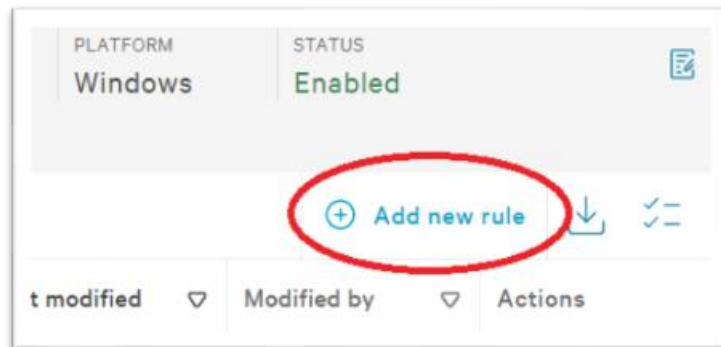 PLATFORM STATUS
Windows Enabled
Add new rule
t modified Modified by Actions